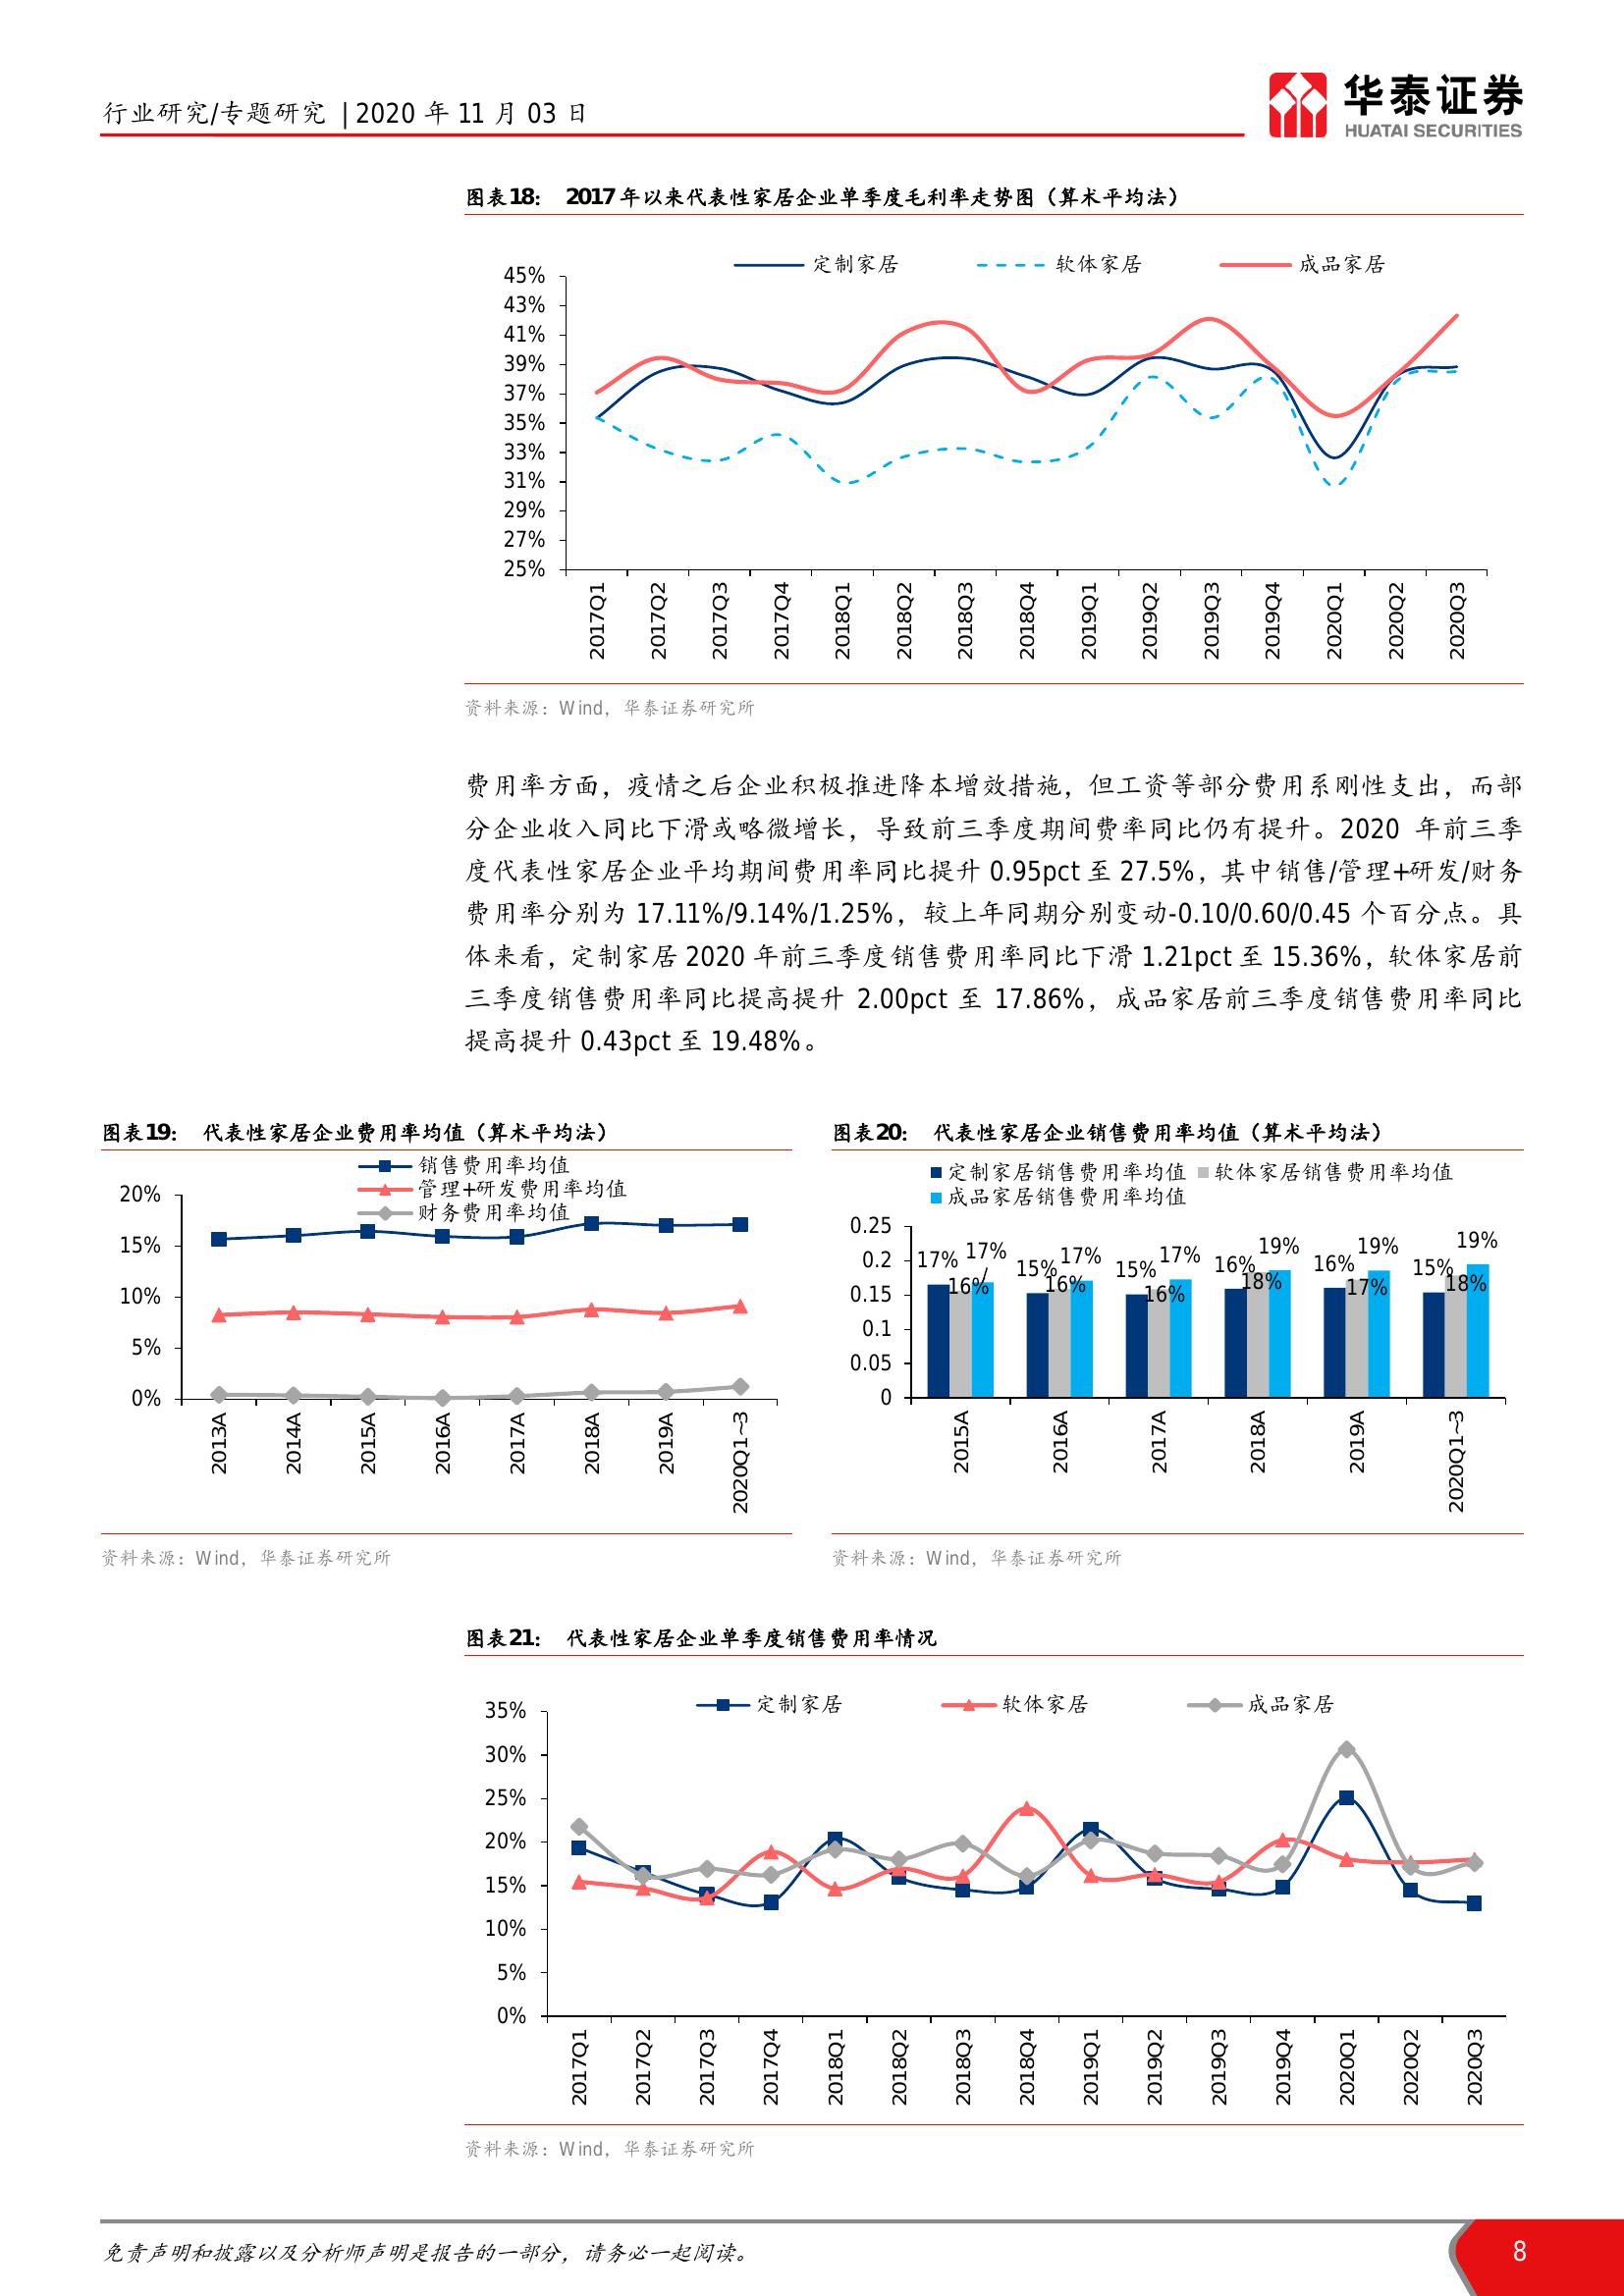 行业研究/专题研究 | 2020 年 11 月 03 日
华泰证券
HUATAI SECURITIES
图表18： 2017 年以来代表性家居企业单季度毛利率走势图（算术平均法）
定制家居 软体家居 成品家居
45%
43%
41%
39%
37%
35%
33%
31%
29%
27%
25%
2017Q1 2017Q2 2017Q3 2017Q4 2018Q1 2018Q2 2018Q3 2018Q4 2019Q1 2019Q2 2019Q3 2019Q4 2020Q1 2020Q2 2020Q3
资料来源：Wind，华泰证券研究所
费用率方面，疫情之后企业积极推进降本增效措施，但工资等部分费用系刚性支出，而部
分企业收入同比下滑或略微增长，导致前三季度期间费率同比仍有提升。2020 年前三季
度代表性家居企业平均期间费用率同比提升 0.95pct 至 27.5%，其中销售/管理+研发/财务
费用率分别为 17.11%/9.14%/1.25%，较上年同期分别变动-0.10/0.60/0.45 个百分点。具
体来看，定制家居 2020 年前三季度销售费用率同比下滑 1.21pct 至 15.36%，软体家居前
三季度销售费用率同比提高提升 2.00pct 至 17.86%，成品家居前三季度销售费用率同比
提高提升 0.43pct 至 19.48%。
图表19： 代表性家居企业费用率均值（算术平均法）
销售费用率均值
管理+研发费用率均值
财务费用率均值
20%
15%
10%
5%
0%
2013A 2014A 2015A 2016A 2017A 2018A 2019A 2020Q1~3
资料来源：Wind，华泰证券研究所
图表20： 代表性家居企业销售费用率均值（算术平均法）
定制家居销售费用率均值 软体家居销售费用率均值
成品家居销售费用率均值
0.25
0.2
0.15
0.1
0.05
0
17% 16% 17% 15% 16% 17% 15% 16% 17% 16% 18% 19% 16% 17% 19% 15% 18% 19%
2015A 2016A 2017A 2018A 2019A 2020Q1~3
资料来源：Wind，华泰证券研究所
图表21： 代表性家居企业单季度销售费用率情况
定制家居 软体家居 成品家居
35%
30%
25%
20%
15%
10%
5%
0%
2017Q1 2017Q2 2017Q3 2017Q4 2018Q1 2018Q2 2018Q3 2018Q4 2019Q1 2019Q2 2019Q3 2019Q4 2020Q1 2020Q2 2020Q3
资料来源：Wind，华泰证券研究所
免责声明和披露以及分析师声明是报告的一部分，请务必一起阅读。
8